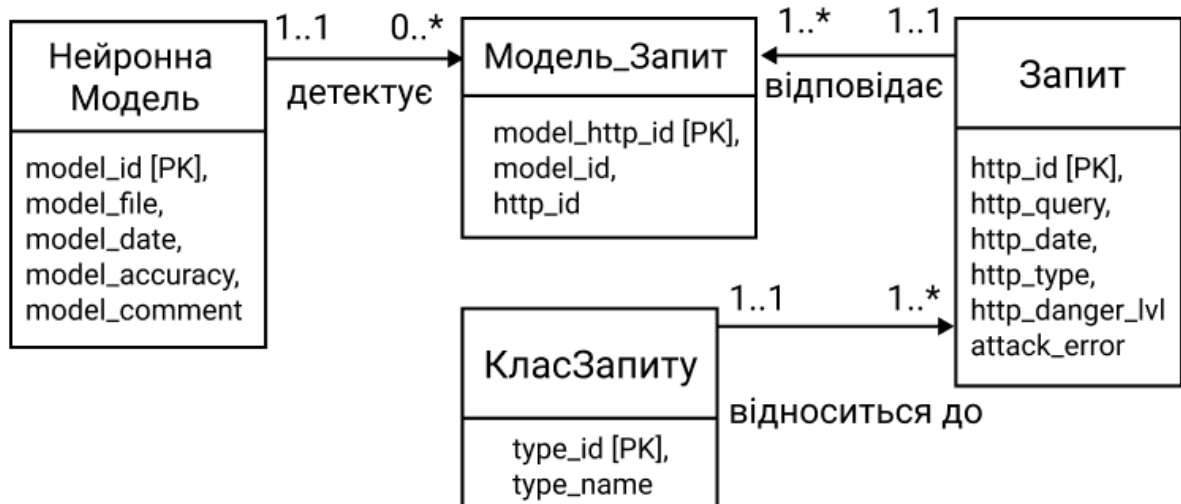 Нейронна
Модель
model_id [PK],
model_file,
model_date,
model_accuracy,
model_comment
1..1
0..*
детектує
Модель_Запит
model_http_id [PK],
model_id,
http_id
1..*
1..1
відповідає
Запит
http_id [PK],
http_query,
http_date,
http_type,
http_danger_lvl
attack_error
КласЗапиту
type_id [PK],
type_name
1..1
1..*
відноситься до